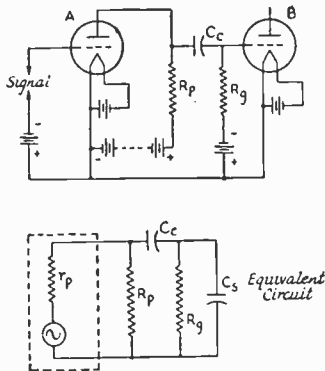 A
B
Cc
Signal
Rp
Rg
-
+
-
+
-
+
Cc
rp
Rp
Rg
Cs
Equivalent
Circuit